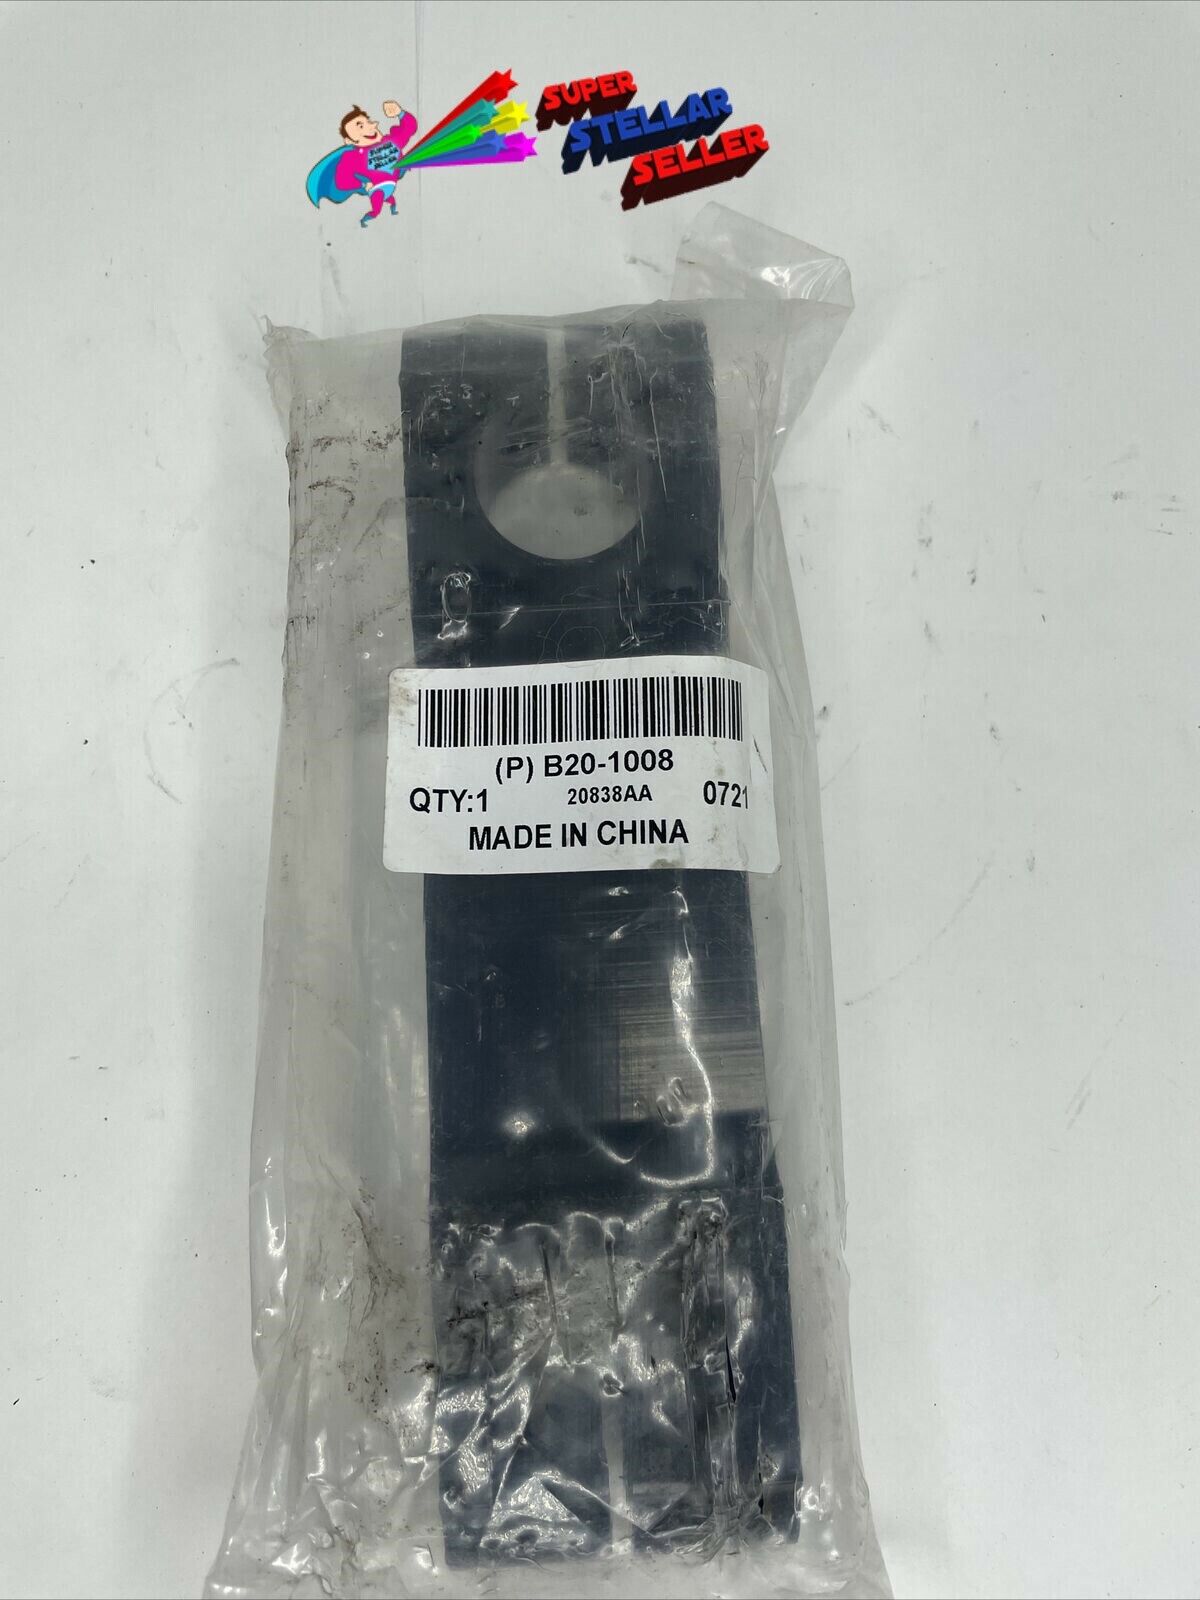 SUPER
STELLAR
SELLER
(P) B20-1008
QTY:1 20838AA 0721
MADE IN CHINA